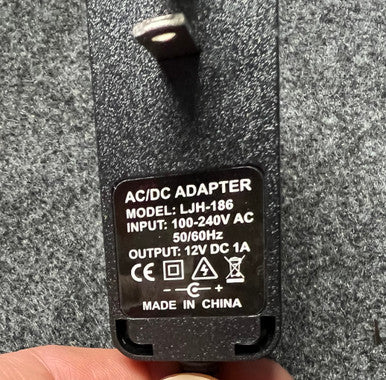 AC/DC ADAPTER
MODEL: LJH-186
INPUT: 100-240V AC
50/60Hz
OUTPUT: 12V DC 1A
CE
- +
MADE IN CHINA